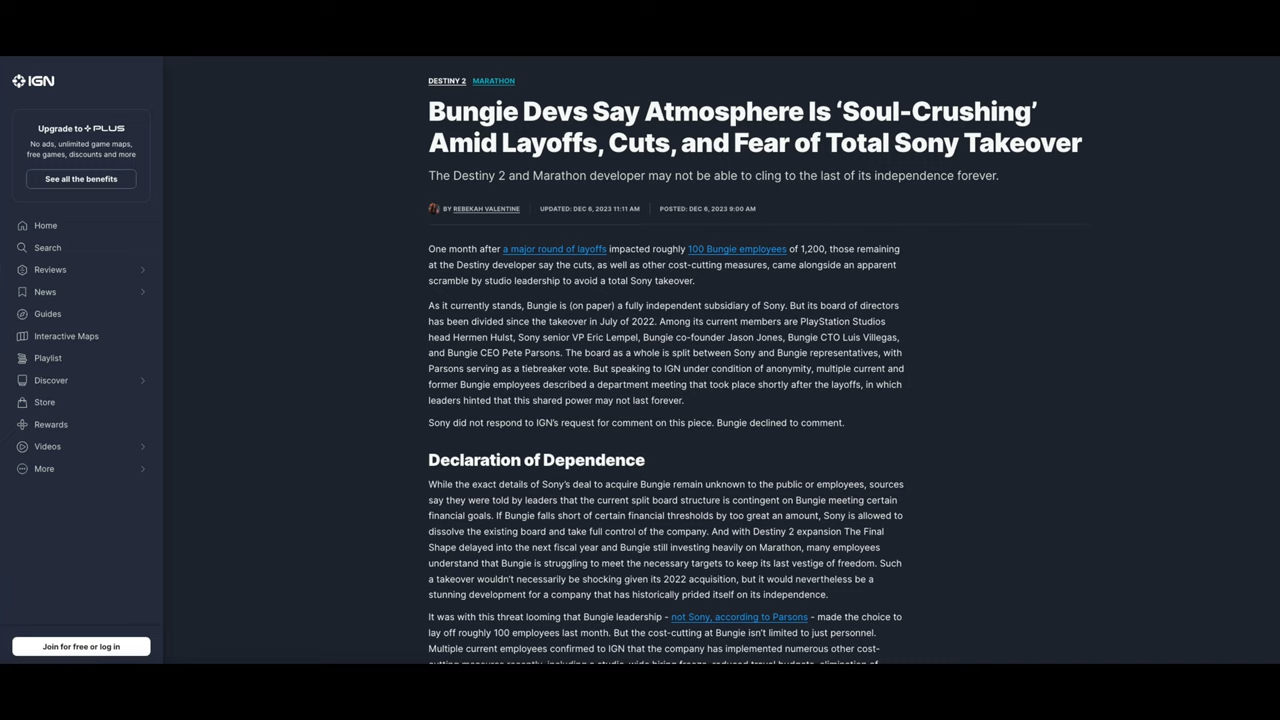 IGN
Upgrade to PLUS
No ads, unlimited game maps,
free games, discounts and more
See all the benefits
Home
Search
Reviews
News
Guides
Interactive Maps
Playlist
Discover
Store
Rewards
Videos
More
Join for free or log in
DESTINY 2 MARATHON
Bungie Devs Say Atmosphere Is ‘Soul-Crushing’
Amid Layoffs, Cuts, and Fear of Total Sony Takeover
The Destiny 2 and Marathon developer may not be able to cling to the last of its independence forever.
BY REBEKAH VALENTINE UPDATED: DEC 6, 2023 11:11 AM POSTED: DEC 6, 2023 9:00 AM
One month after a major round of layoffs impacted roughly 100 Bungie employees of 1,200, those remaining
at the Destiny developer say the cuts, as well as other cost-cutting measures, came alongside an apparent
scramble by studio leadership to avoid a total Sony takeover.
As it currently stands, Bungie is (on paper) a fully independent subsidiary of Sony. But its board of directors
has been divided since the takeover in July of 2022. Among its current members are PlayStation Studios
head Hermen Hulst, Sony senior VP Eric Lempel, Bungie co-founder Jason Jones, Bungie CTO Luis Villegas,
and Bungie CEO Pete Parsons. The board as a whole is split between Sony and Bungie representatives, with
Parsons serving as a tiebreaker vote. But speaking to IGN under condition of anonymity, multiple current and
former Bungie employees described a department meeting that took place shortly after the layoffs, in which
leaders hinted that this shared power may not last forever.
Sony did not respond to IGN’s request for comment on this piece. Bungie declined to comment.
Declaration of Dependence
While the exact details of Sony’s deal to acquire Bungie remain unknown to the public or employees, sources
say they were told by leaders that the current split board structure is contingent on Bungie meeting certain
financial goals. If Bungie falls short of certain financial thresholds by too great an amount, Sony is allowed to
dissolve the existing board and take full control of the company. And with Destiny 2 expansion The Final
Shape delayed into the next fiscal year and Bungie still investing heavily on Marathon, many employees
understand that Bungie is struggling to meet the necessary targets to keep its last vestige of freedom. Such
a takeover wouldn’t necessarily be shocking given its 2022 acquisition, but it would nevertheless be a
stunning development for a company that has historically prided itself on its independence.
It was with this threat looming that Bungie leadership - not Sony, according to Parsons - made the choice to
lay off roughly 100 employees last month. But the cost-cutting at Bungie isn’t limited to just personnel.
Multiple current employees confirmed to IGN that the company has implemented numerous other cost-
cutting measures recently, including a studio-wide hiring freeze, reduced travel budgets, elimination of